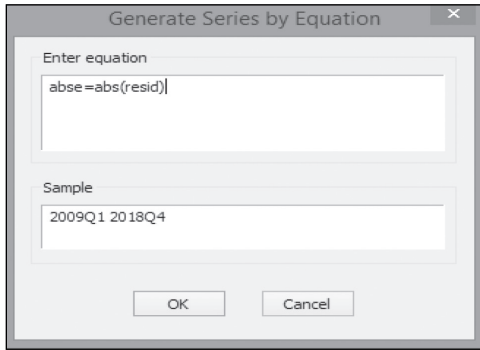 Generate Series by Equation
Enter equation
abse=abs(resid)
Sample
2009Q1 2018Q4
OK
Cancel